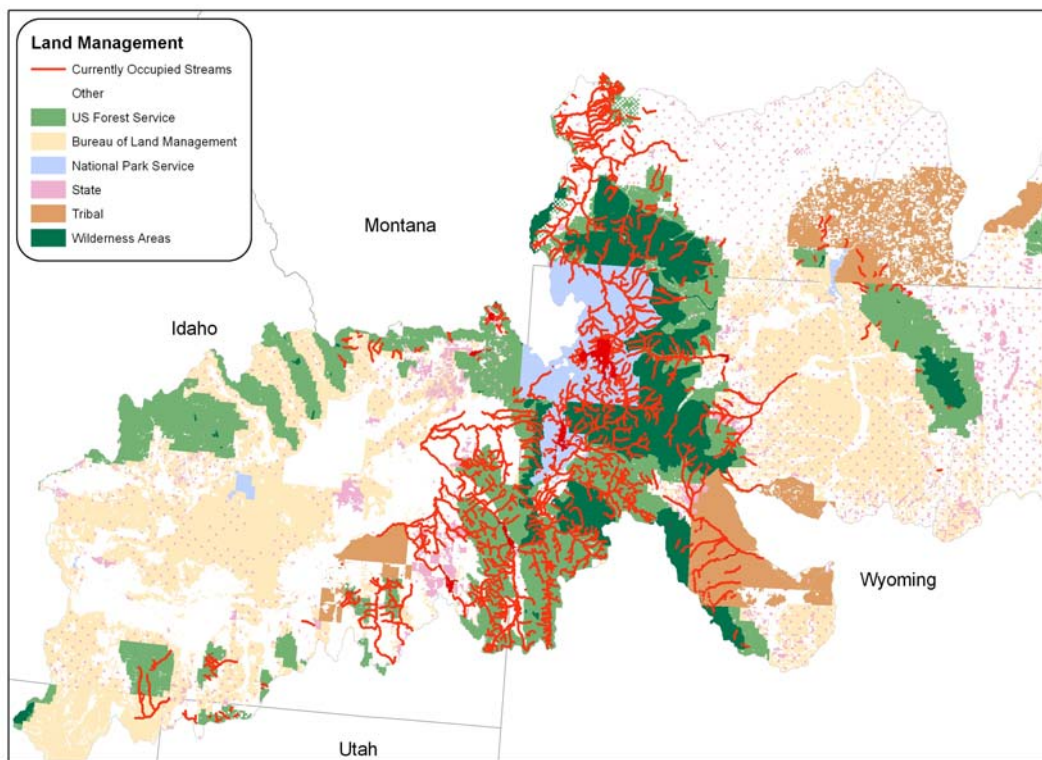 Land Management
Currently Occupied Streams
Other
US Forest Service
Bureau of Land Management
National Park Service
State
Tribal
Wilderness Areas
Montana
Idaho
Wyoming
Utah